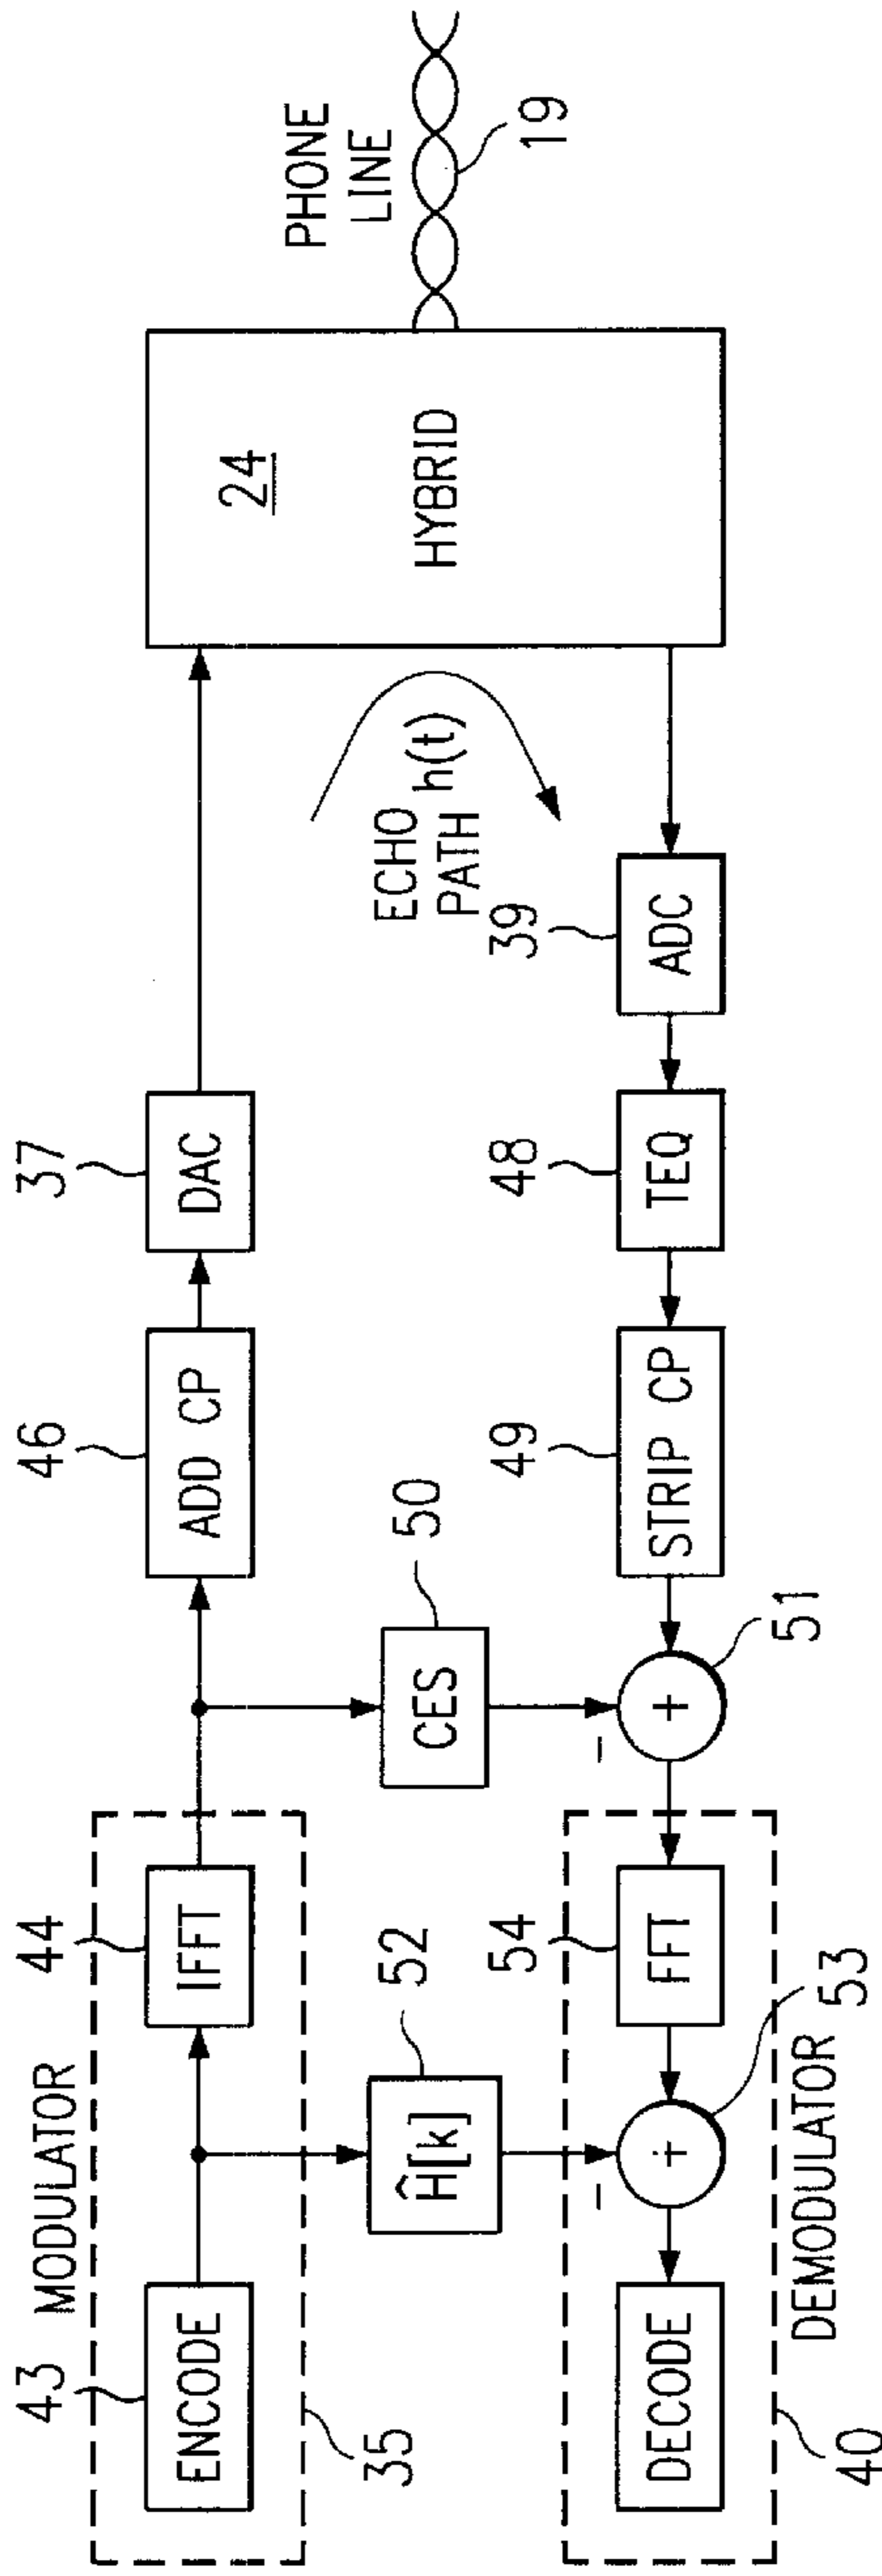 MODULATOR
43
ENCODE
44
IFFT
35
46
ADD CP
37
DAC
24
HYBRID
PHONE
LINE
19
ECHO
PATH
h(t)
52
Ĥ[k]
50
CES
-
-
DECODE
+
53
54
FFT
+
51
49
STRIP CP
48
TEQ
39
ADC
DEMODULATOR
40